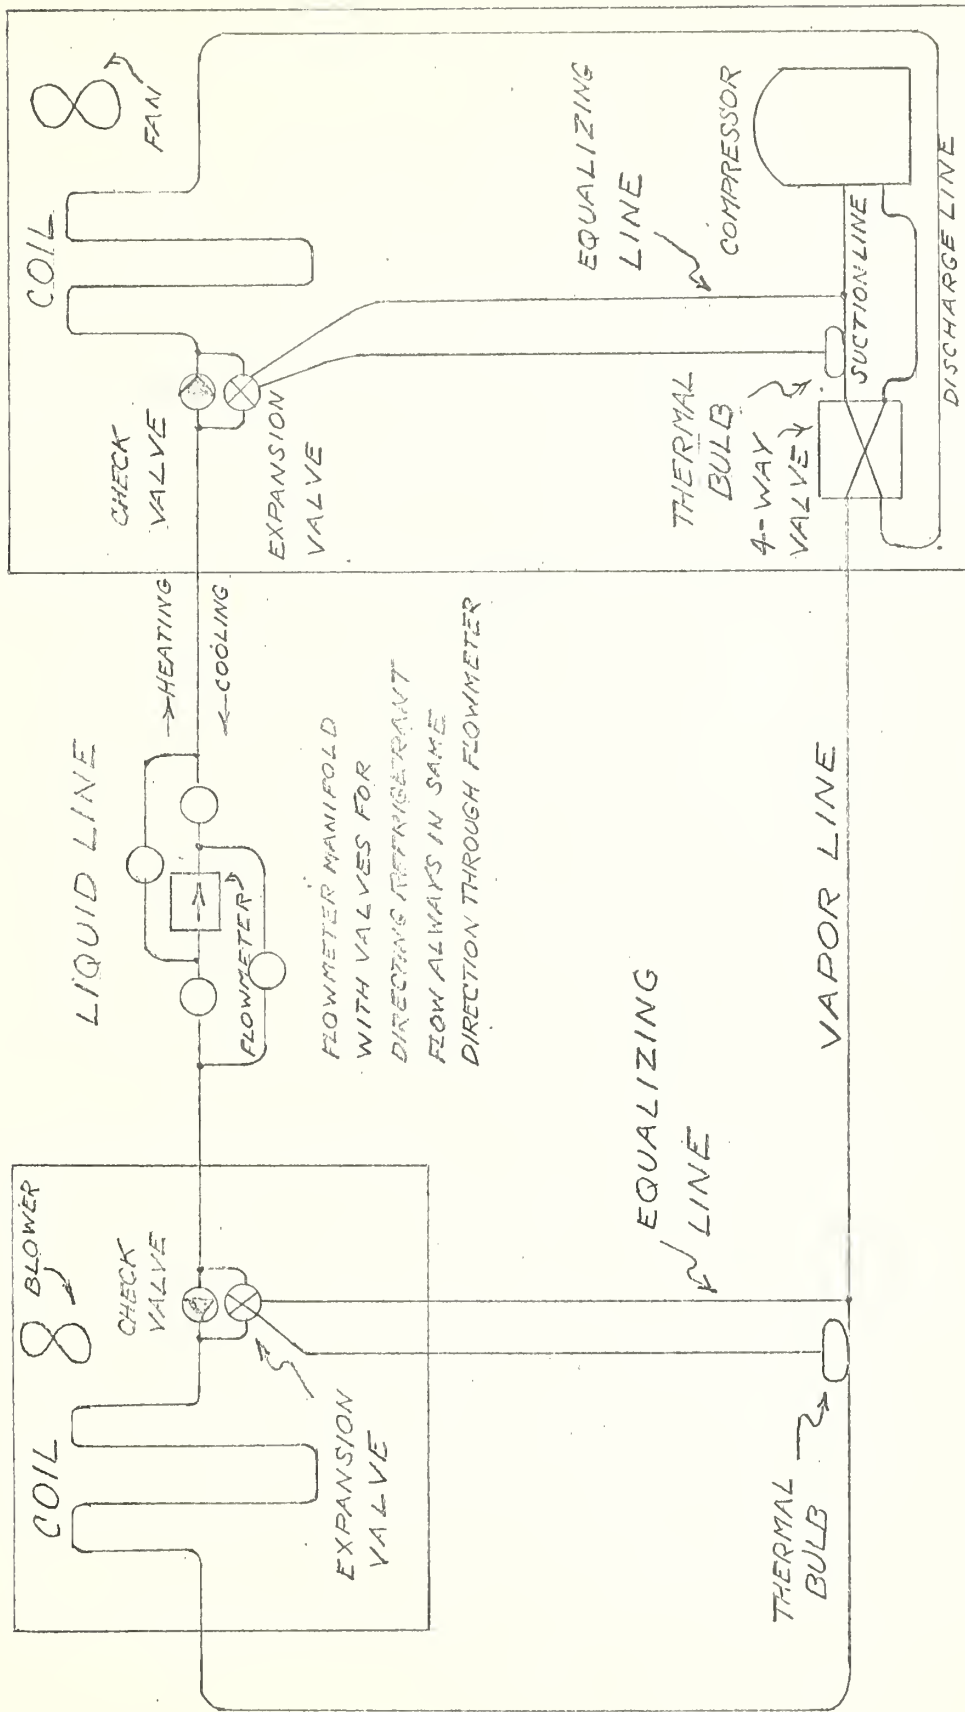 COIL
8 BLOWER
CHECK
VALVE
EXPANSION
VALVE
THERMAL
BULB
EQUALIZING
LINE
LIQUID LINE
FLOWMETER
→HEATING
←COOLING
FLOWMETER MANIFOLD
WITH VALVES FOR
DIRECTING REFRIGERANT
FLOW ALWAYS IN SAME
DIRECTION THROUGH FLOWMETER
VAPOR LINE
COIL
8
FAN
CHECK
VALVE
EXPANSION
VALVE
EQUALIZING
LINE
COMPRESSOR
THERMAL
BULB
4-WAY
VALVE
SUCTION LINE
DISCHARGE LINE